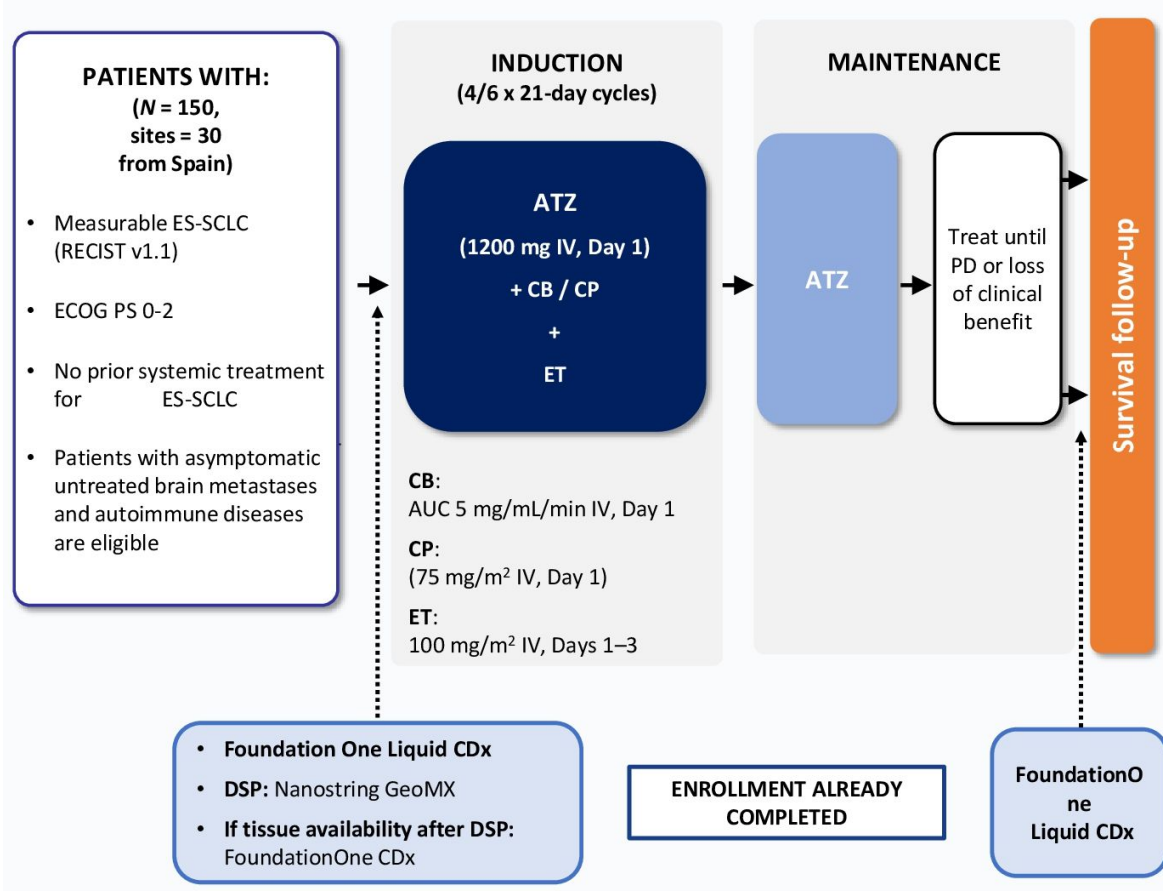 PATIENTS WITH:
(N = 150,
sites = 30
from Spain)
• Measurable ES-SCLC
(RECIST v1.1)
• ECOG PS 0-2
• No prior systemic treatment
for ES-SCLC
• Patients with asymptomatic
untreated brain metastases
and autoimmune diseases
are eligible
INDUCTION
(4/6 x 21-day cycles)
ATZ
(1200 mg IV, Day 1)
+ CB / CP
+
ET
CB:
AUC 5 mg/mL/min IV, Day 1
CP:
(75 mg/m² IV, Day 1)
ET:
100 mg/m² IV, Days 1–3
MAINTENANCE
ATZ
Treat until
PD or loss
of clinical
benefit
Survival follow-up
• Foundation One Liquid CDx
• DSP: Nanostring GeoMX
• If tissue availability after DSP:
FoundationOne CDx
ENROLLMENT ALREADY
COMPLETED
FoundationO
ne
Liquid CDx